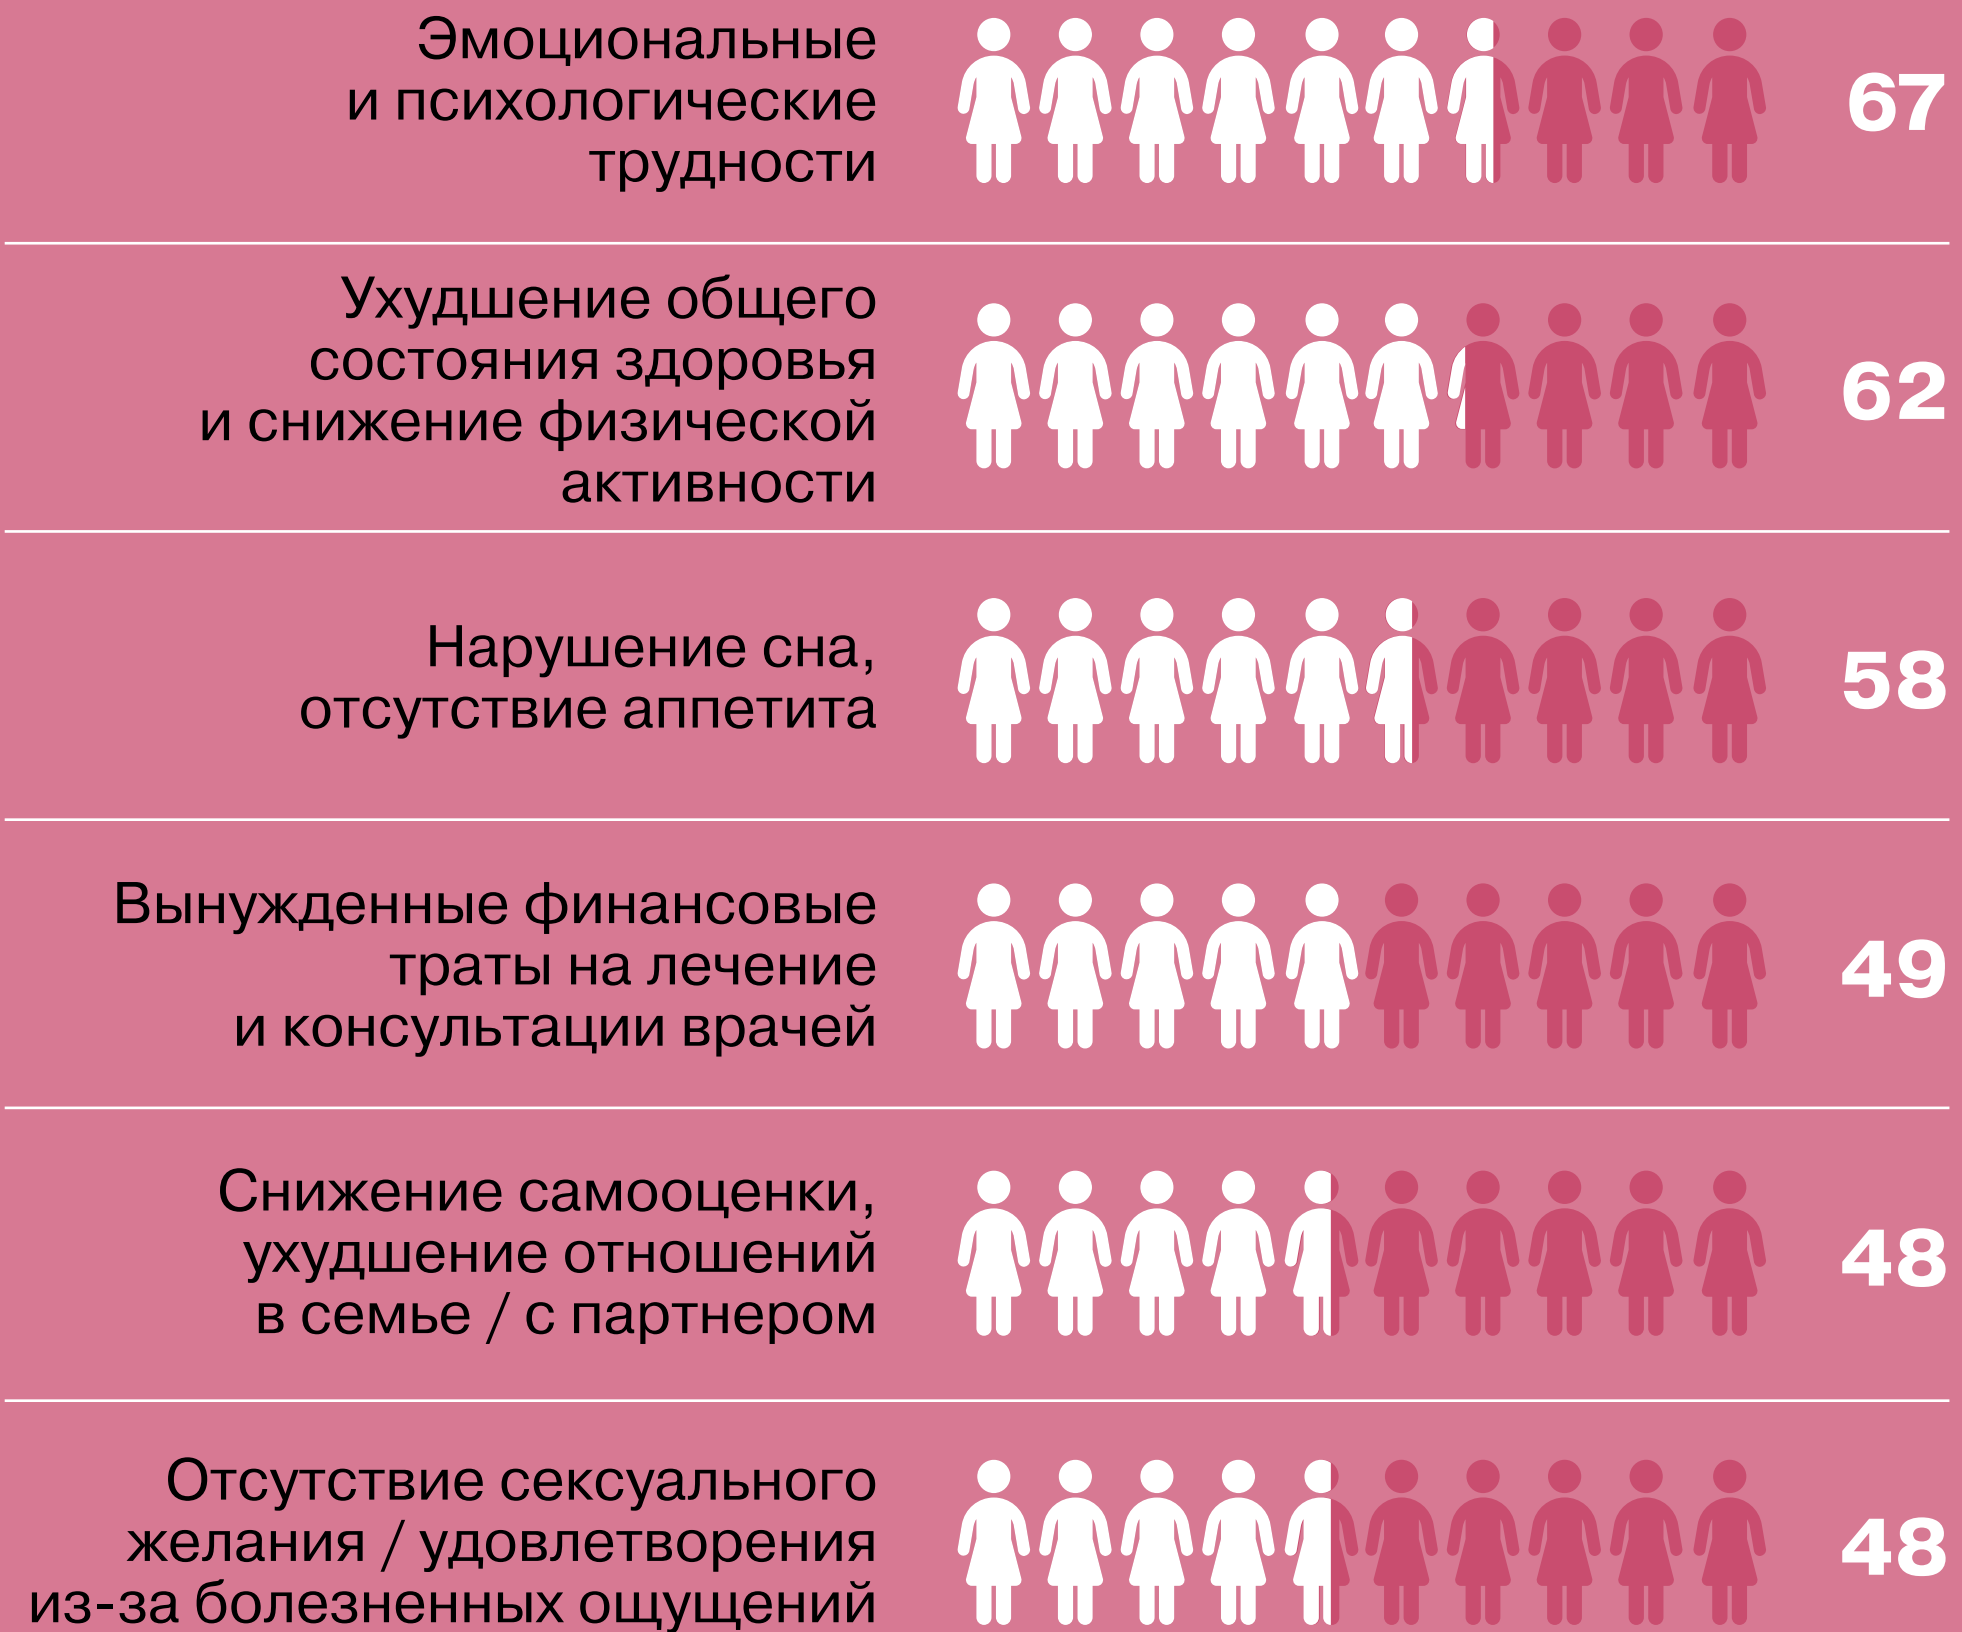 Эмоциональные
и психологические
трудности
67
Ухудшение общего
состояния здоровья
и снижение физической
активности
62
Нарушение сна,
отсутствие аппетита
58
Вынужденные финансовые
траты на лечение
и консультации врачей
49
Снижение самооценки,
ухудшение отношений
в семье / с партнером
48
Отсутствие сексуального
желания / удовлетворения
из-за болезненных ощущений
48